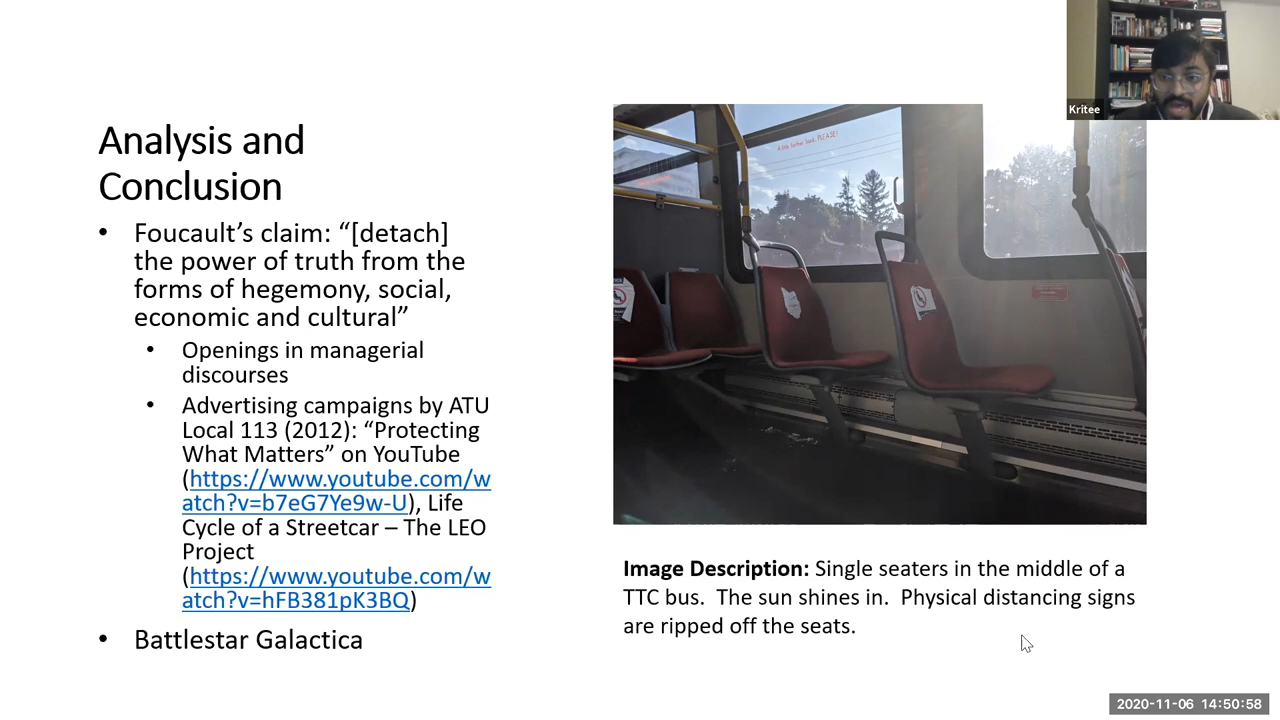 Analysis and
Conclusion
• Foucault’s claim: “[detach]
the power of truth from the
forms of hegemony, social,
economic and cultural”
• Openings in managerial
discourses
• Advertising campaigns by ATU
Local 113 (2012): “Protecting
What Matters” on YouTube
(https://www.youtube.com/w
atch?v=b7eG7Ye9w-U), Life
Cycle of a Streetcar – The LEO
Project
(https://www.youtube.com/w
atch?v=hFB381pK3BQ)
• Battlestar Galactica
A little further back, PLEASE!
Image Description: Single seaters in the middle of a
TTC bus.  The sun shines in.  Physical distancing signs
are ripped off the seats.
Kritee
2020-11-06 14:50:58